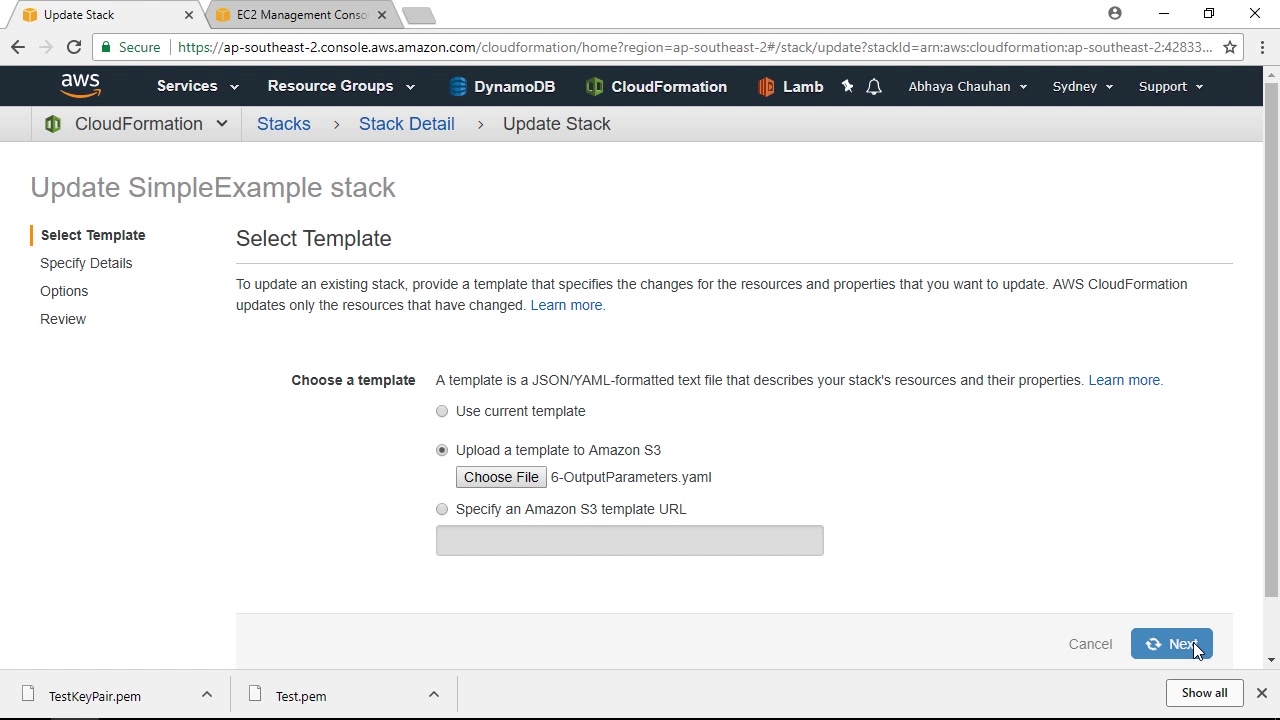 Update Stack
EC2 Management Conso
Secure
https://ap-southeast-2.console.aws.amazon.com/cloudformation/home?region=ap-southeast-2#/stack/update?stackId=arn:aws:cloudformation:ap-southeast-2:42833...
aws
Services
Resource Groups
DynamoDB
CloudFormation
Lamb
Abhaya Chauhan
Sydney
Support
CloudFormation
Stacks > Stack Detail > Update Stack
Update SimpleExample stack
Select Template
Specify Details
Options
Review
Select Template
To update an existing stack, provide a template that specifies the changes for the resources and properties that you want to update. AWS CloudFormation
updates only the resources that have changed. Learn more.
Choose a template
A template is a JSON/YAML-formatted text file that describes your stack's resources and their properties. Learn more.
Use current template
Upload a template to Amazon S3
Choose File 6-OutputParameters.yaml
Specify an Amazon S3 template URL
Cancel
Next
TestKeyPair.pem
Test.pem
Show all